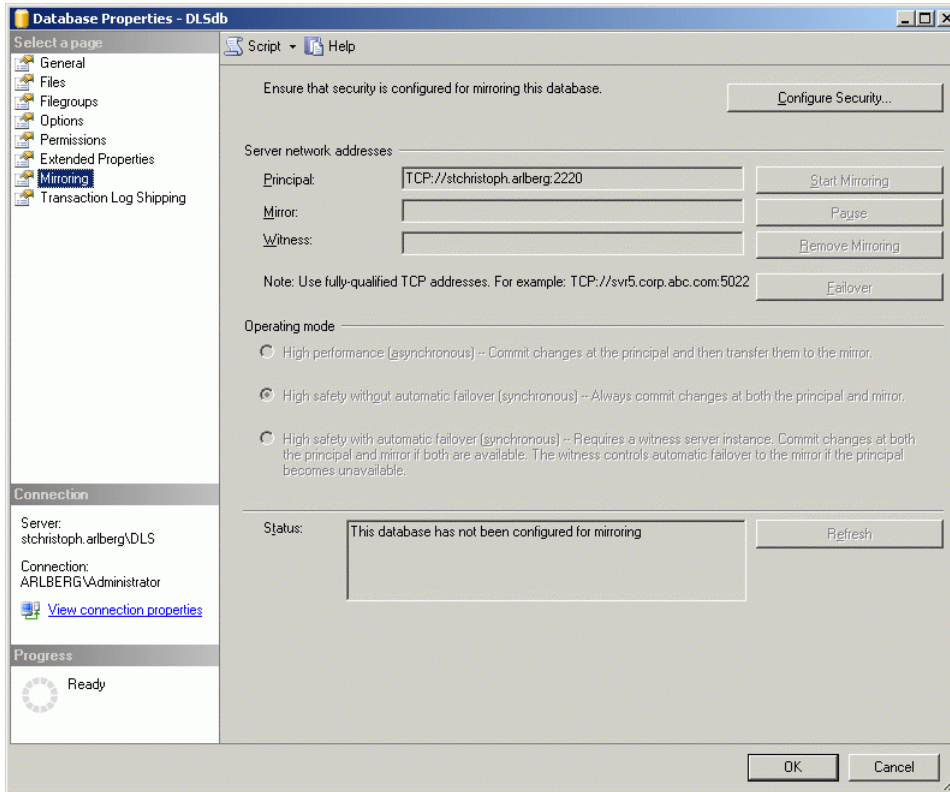 Database Properties - DLSdb
Select a page
General
Files
Filegroups
Options
Permissions
Extended Properties
Mirroring
Transaction Log Shipping
Connection
Server:
stchristoph.arlberg\DLS
Connection:
ARLBERG\Administrator
View connection properties
Progress
Ready
Script
Help
Ensure that security is configured for mirroring this database.
Configure Security...
Server network addresses
Principal:
TCP://stchristoph.arlberg:2220
Start Mirroring
Mirror:
Pause
Witness:
Remove Mirroring
Note: Use fully-qualified TCP addresses. For example: TCP://svr5.corp.abc.com:5022
Failover
Operating mode
High performance (asynchronous) – Commit changes at the principal and then transfer them to the mirror.
High safety without automatic failover (synchronous) – Always commit changes at both the principal and mirror.
High safety with automatic failover (synchronous) – Requires a witness server instance. Commit changes at both
the principal and mirror if both are available. The witness controls automatic failover to the mirror if the principal
becomes unavailable.
Status:
This database has not been configured for mirroring
Refresh
OK
Cancel